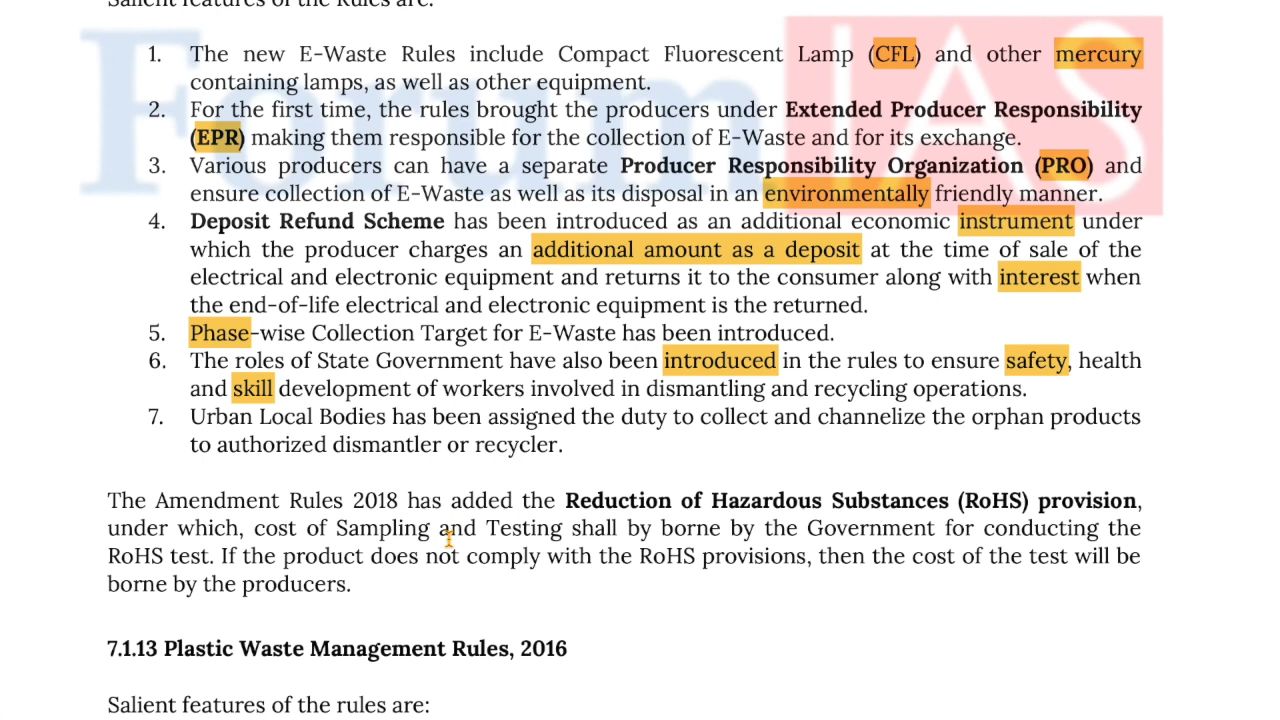 Salient features of the Rules are:
1. The new E-Waste Rules include Compact Fluorescent Lamp (CFL) and other mercury
containing lamps, as well as other equipment.
2. For the first time, the rules brought the producers under Extended Producer Responsibility
(EPR) making them responsible for the collection of E-Waste and for its exchange.
3. Various producers can have a separate Producer Responsibility Organization (PRO) and
ensure collection of E-Waste as well as its disposal in an environmentally friendly manner.
4. Deposit Refund Scheme has been introduced as an additional economic instrument under
which the producer charges an additional amount as a deposit at the time of sale of the
electrical and electronic equipment and returns it to the consumer along with interest when
the end-of-life electrical and electronic equipment is the returned.
5. Phase-wise Collection Target for E-Waste has been introduced.
6. The roles of State Government have also been introduced in the rules to ensure safety, health
and skill development of workers involved in dismantling and recycling operations.
7. Urban Local Bodies has been assigned the duty to collect and channelize the orphan products
to authorized dismantler or recycler.
The Amendment Rules 2018 has added the Reduction of Hazardous Substances (RoHS) provision,
under which, cost of Sampling and Testing shall by borne by the Government for conducting the
RoHS test. If the product does not comply with the RoHS provisions, then the cost of the test will be
borne by the producers.
7.1.13 Plastic Waste Management Rules, 2016
Salient features of the rules are:
Forum IAS